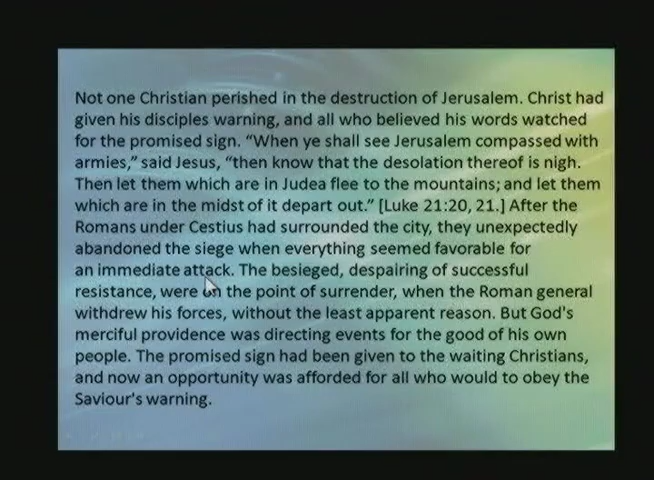 Not one Christian perished in the destruction of Jerusalem. Christ had
given his disciples warning, and all who believed his words watched
for the promised sign. “When ye shall see Jerusalem compassed with
armies,” said Jesus, “then know that the desolation thereof is nigh.
Then let them which are in Judea flee to the mountains; and let them
which are in the midst of it depart out.” [Luke 21:20, 21.] After the
Romans under Cestius had surrounded the city, they unexpectedly
abandoned the siege when everything seemed favorable for
an immediate attack. The besieged, despairing of successful
resistance, were on the point of surrender, when the Roman general
withdrew his forces, without the least apparent reason. But God's
merciful providence was directing events for the good of his own
people. The promised sign had been given to the waiting Christians,
and now an opportunity was afforded for all who would to obey the
Saviour's warning.